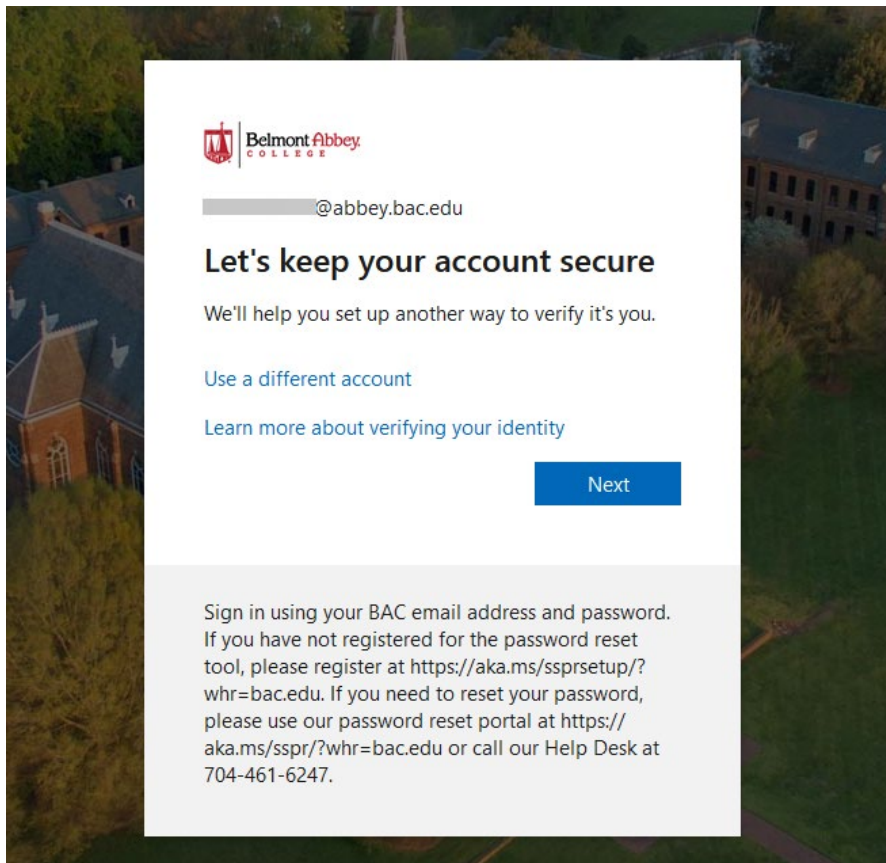 Belmont Abbey
COLLEGE
@abbey.bac.edu
Let's keep your account secure
We'll help you set up another way to verify it's you.
Use a different account
Learn more about verifying your identity
Next
Sign in using your BAC email address and password.
If you have not registered for the password reset
tool, please register at https://aka.ms/ssprsetup/?
whr=bac.edu. If you need to reset your password,
please use our password reset portal at https://
aka.ms/sspr/?whr=bac.edu or call our Help Desk at
704-461-6247.